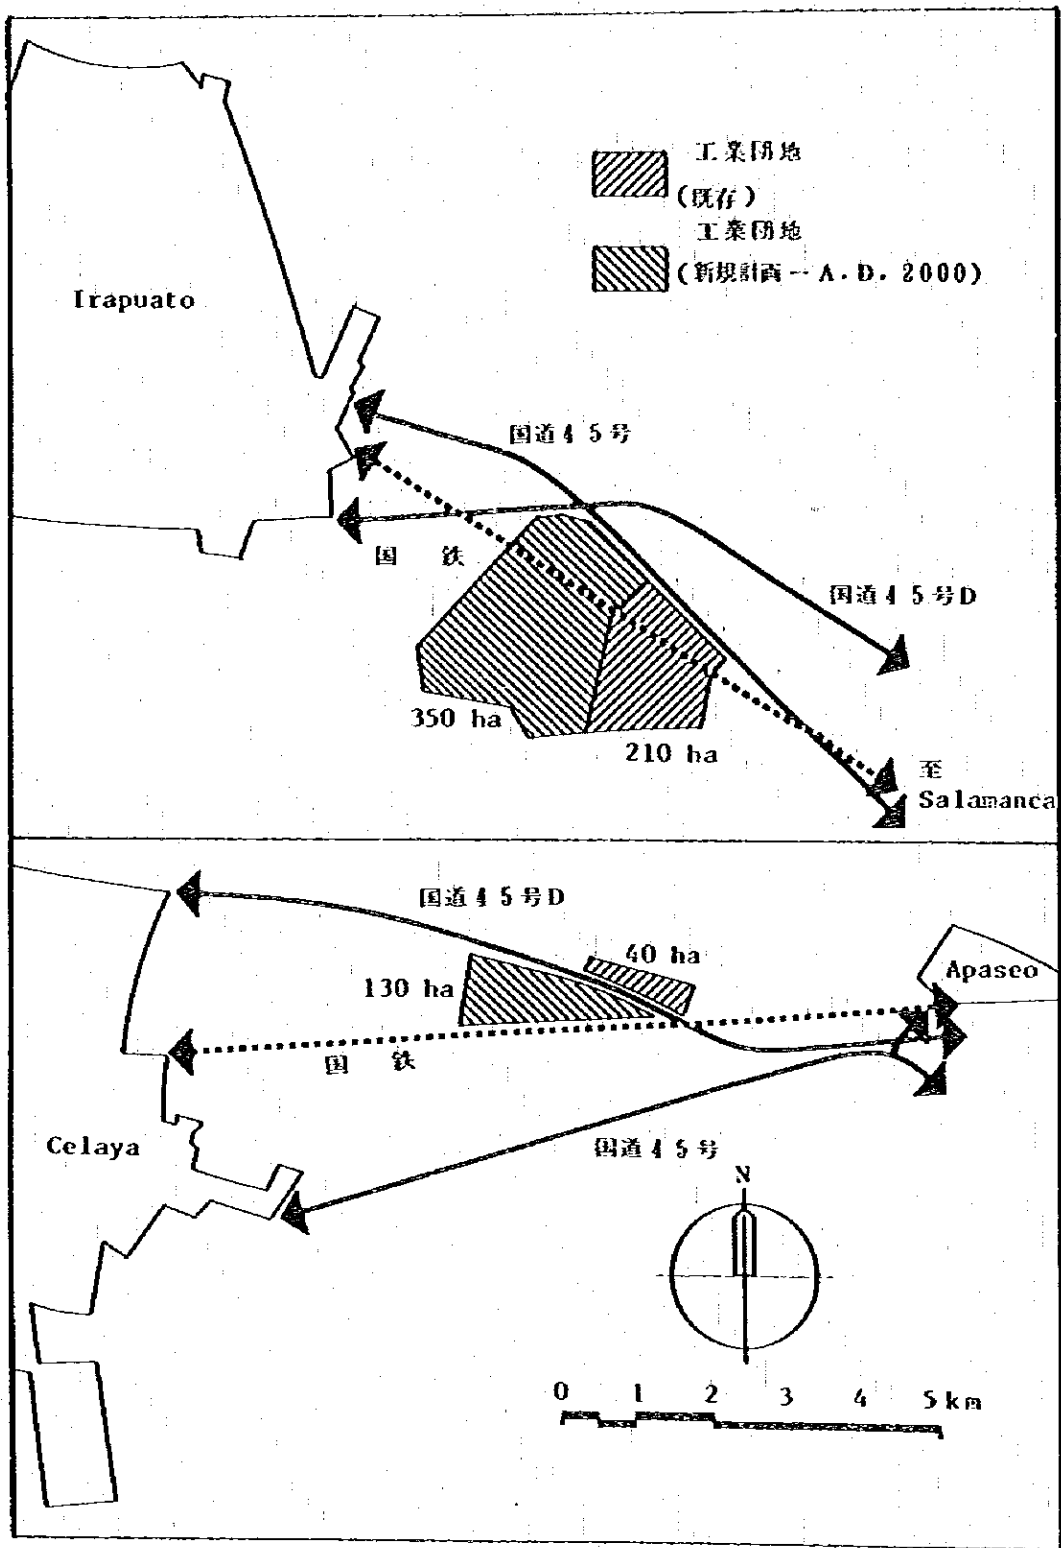 工業団地
(既存)
工業団地
(新規計画--A.D.2000)
Irapuato
国道45号
国 鉄
国道45号D
350 ha
210 ha
至
Salamanca
国道45号D
40 ha
130 ha
Apaseo
国 鉄
Celaya
国道45号
N
0 1 2 3 4 5km